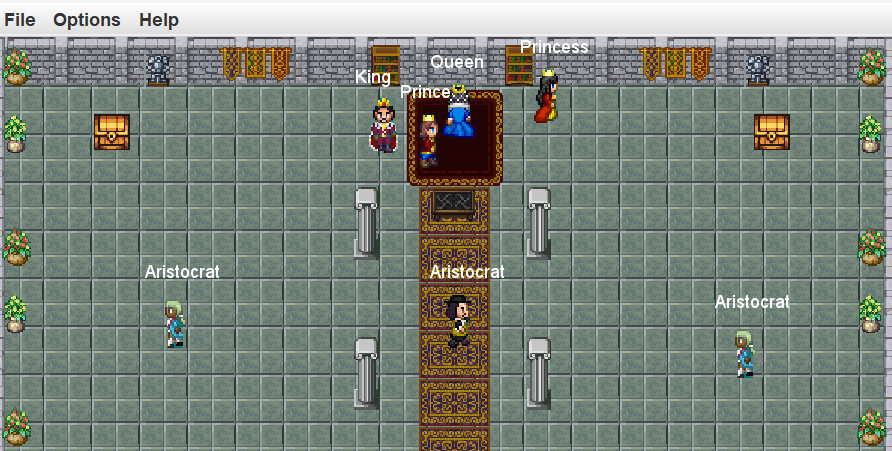 File Options Help
Princess
Queen
King
Prince
Aristocrat
Aristocrat
Aristocrat